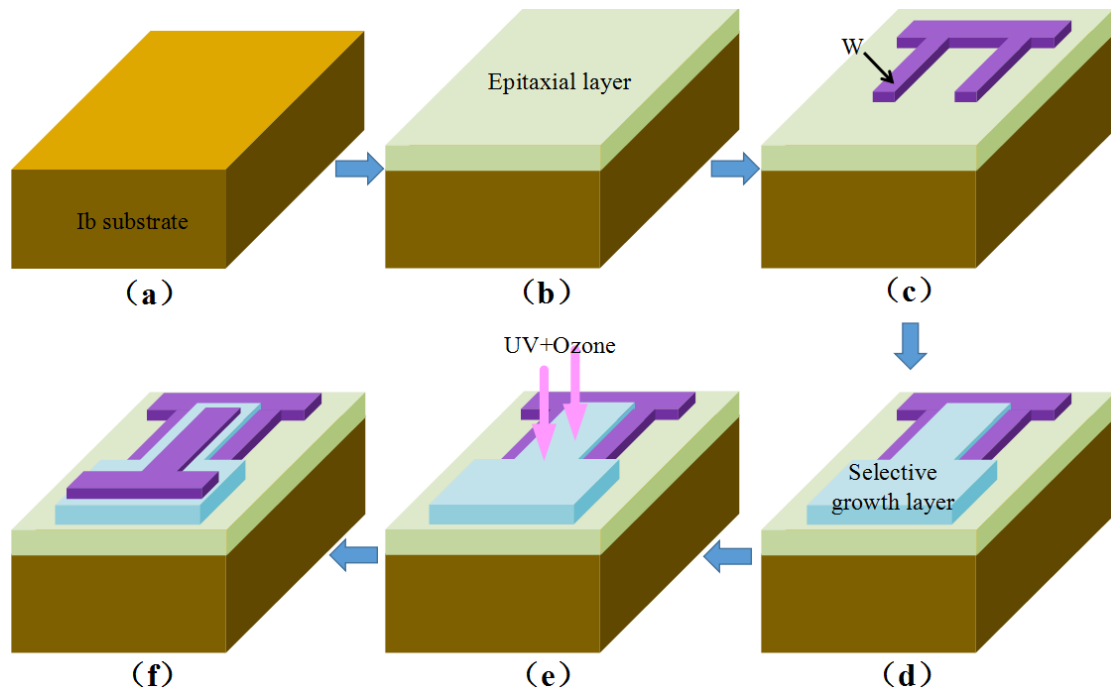 Ib substrate
(a)
Epitaxial layer
(b)
W
(c)
Selective
growth layer
(d)
UV+Ozone
(e)
(f)